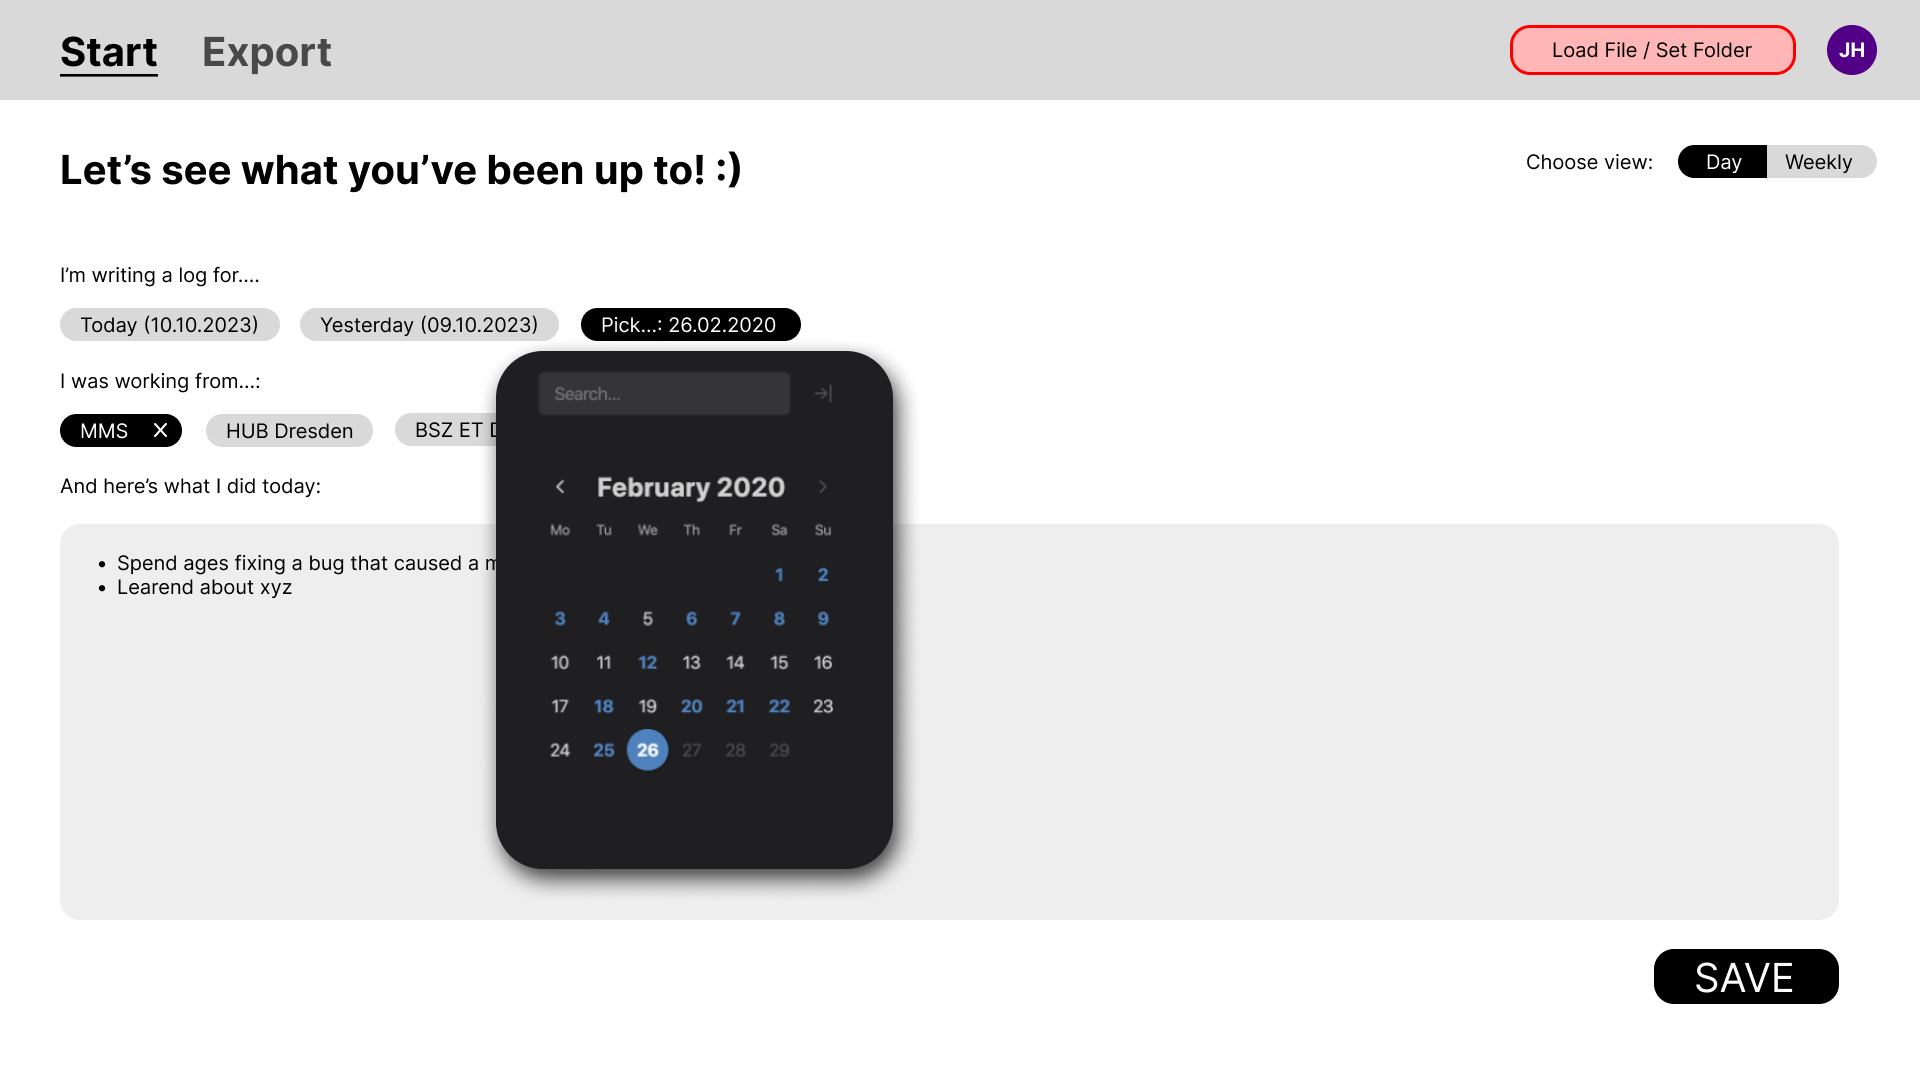 Start Export Load File / Set Folder JH
Let’s see what you’ve been up to! :)
Choose view: Day Weekly
I’m writing a log for....
Today (10.10.2023) Yesterday (09.10.2023) Pick...: 26.02.2020
I was working from...:
MMS X HUB Dresden BSZ ET
And here’s what I did today:
• Spend ages fixing a bug that caused a
• Learend about xyz
Search...
February 2020
Mo Tu We Th Fr Sa Su
1 2
3 4 5 6 7 8 9
10 11 12 13 14 15 16
17 18 19 20 21 22 23
24 25 26 27 28 29
SAVE